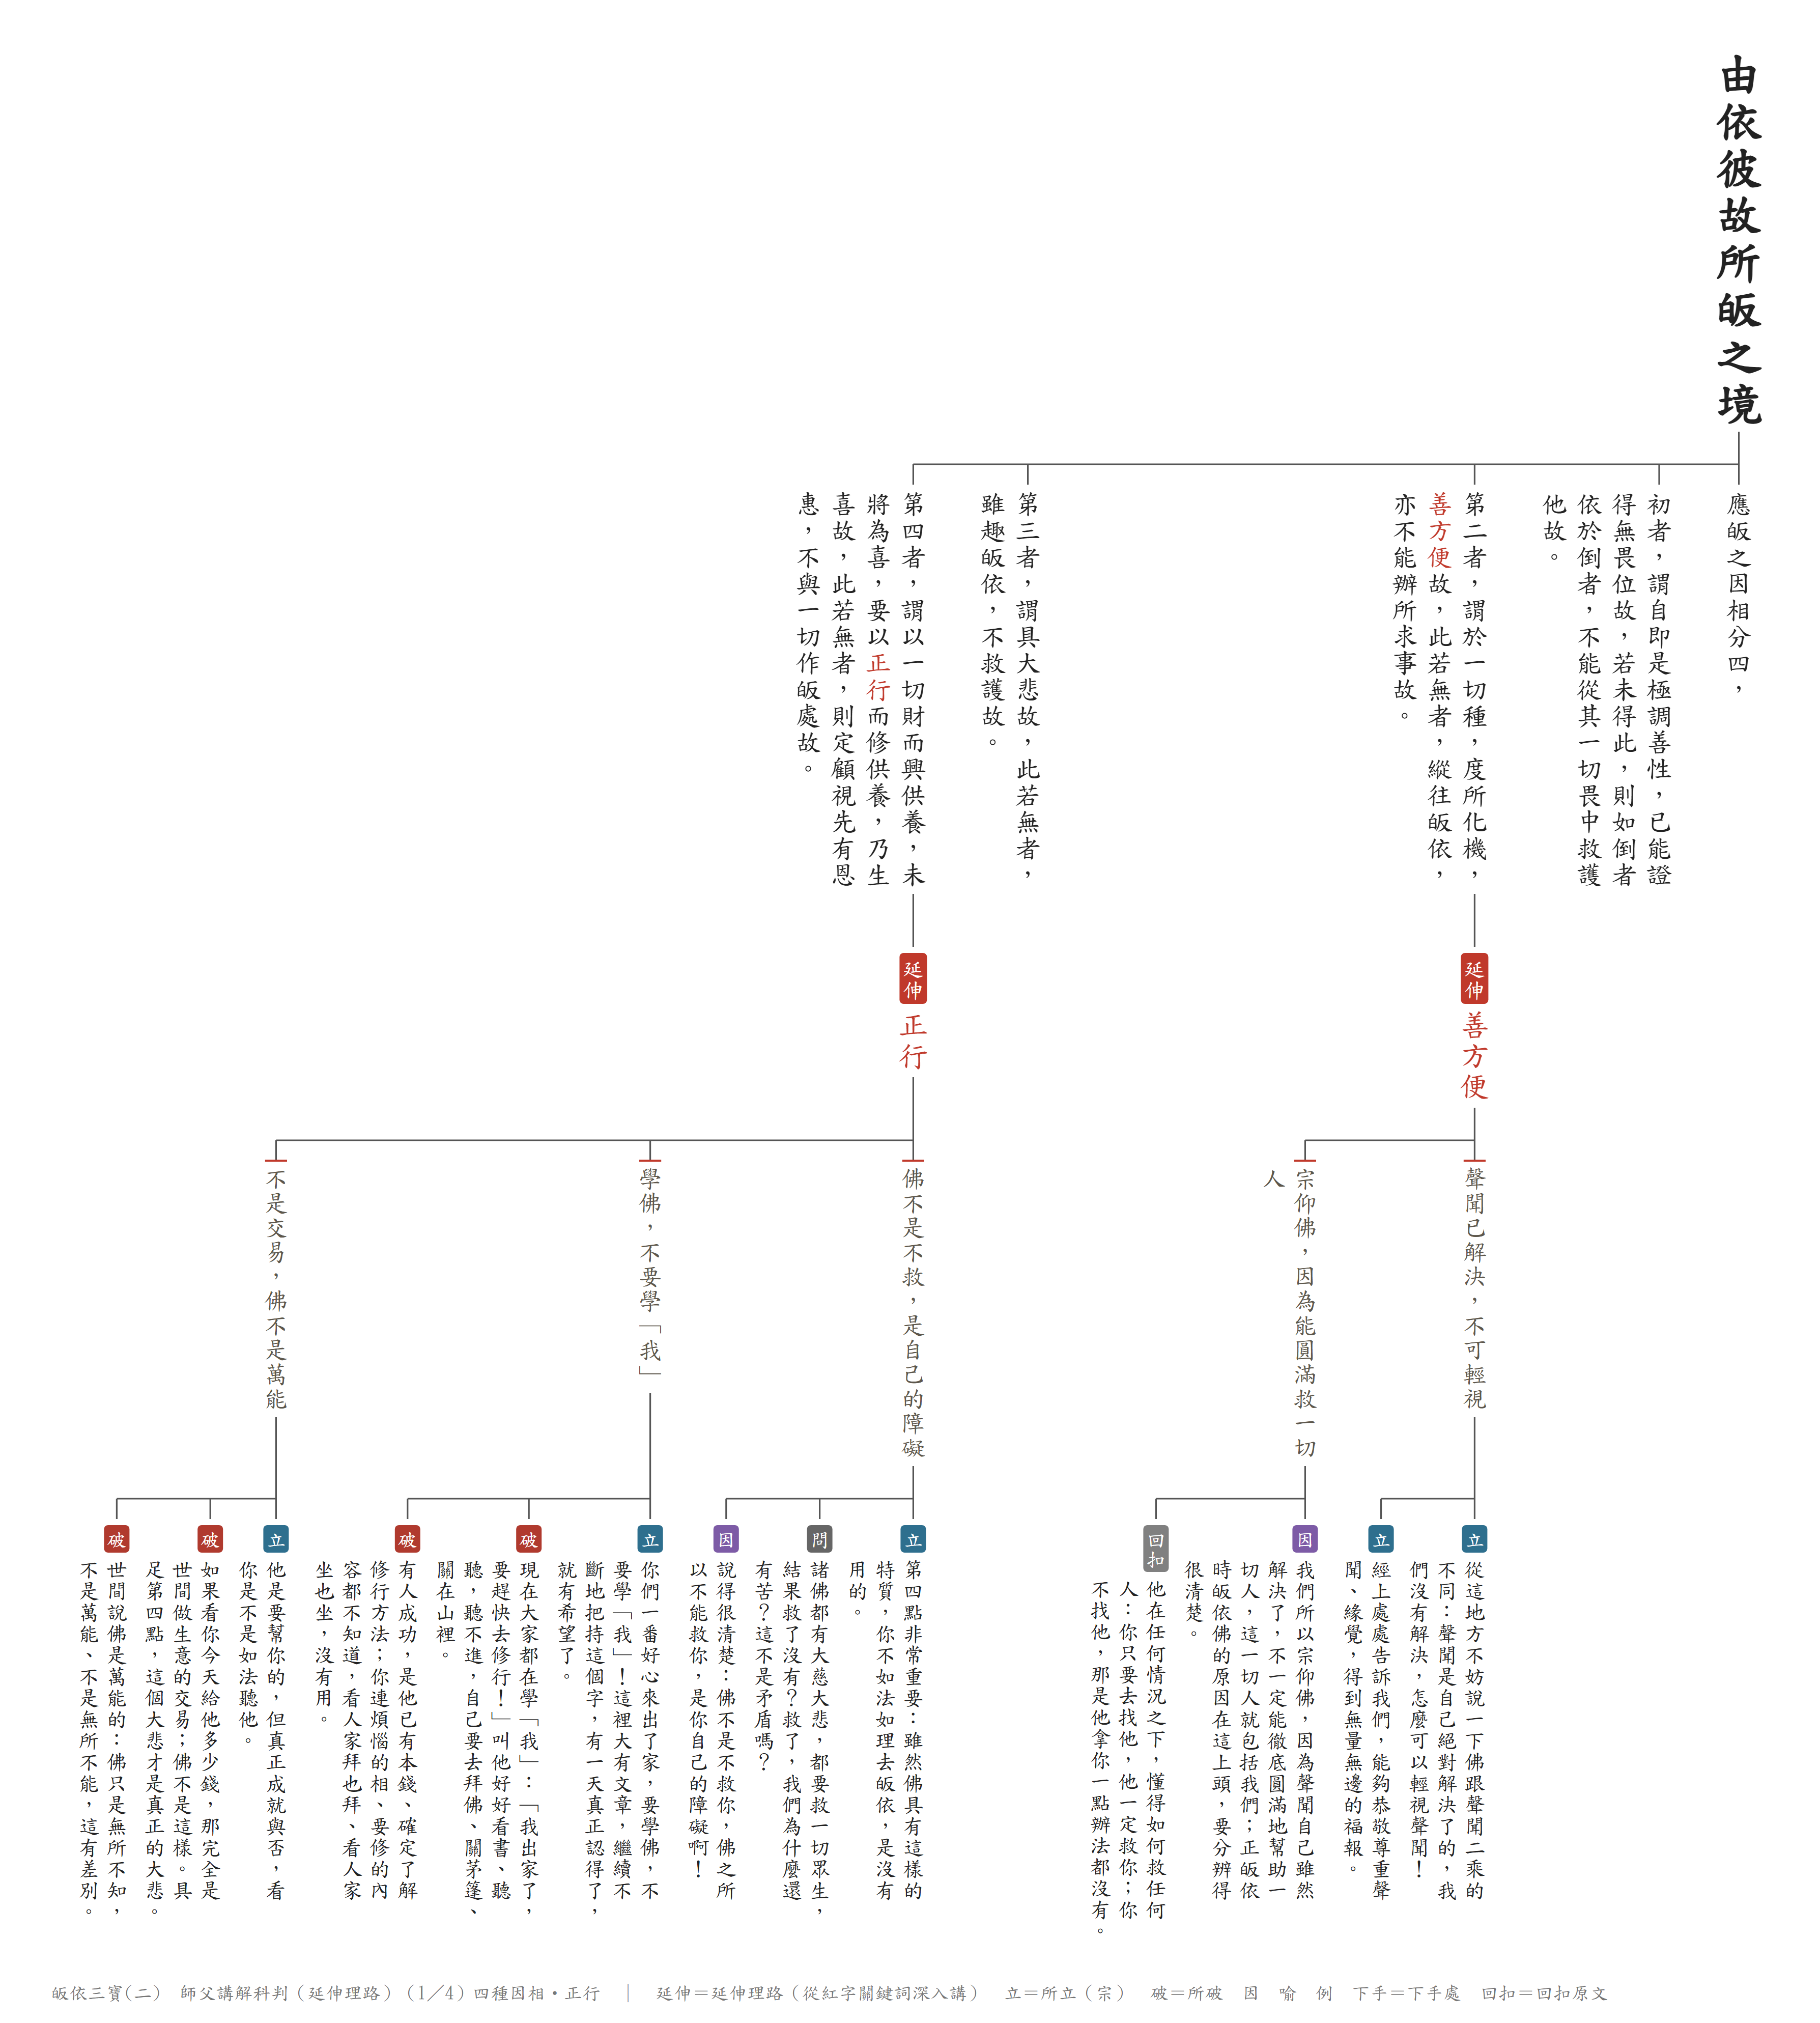 由依彼故所皈之境
應皈之因相分四，
初者，謂自即是極調善性，已能證
得無畏位故，若未得此，則如倒者
依於倒者，不能從其一切畏中救護
他故。
第二者，謂於一切種，度所化機，
善方便故，此若無者，縱往皈依，
亦不能辦所求事故。
第三者，謂具大悲故，此若無者，
雖趣皈依，不救護故。
第四者，謂以一切財而興供養，未
將為喜，要以正行而修供養，乃生
喜故，此若無者，則定顧視先有恩
惠，不與一切作皈處故。
延伸
善方便
聲聞已解決，不可輕視
立
從這地方不妨說一下佛跟聲聞二乘的
不同：聲聞是自己絕對解決了的，我
們沒有解決，怎麼可以輕視聲聞！
立
經上處處告訴我們，能夠恭敬尊重聲
聞、緣覺，得到無量無邊的福報。
宗仰佛，因為能圓滿救一切
人
因
我們所以宗仰佛，因為聲聞自己雖然
解決了，不一定能徹底圓滿地幫助一
切人，這一切人就包括我們；正皈依
時皈依佛的原因在這上頭，要分辨得
很清楚。
回扣
他在任何情況之下，懂得如何救任何
人：你只要去找他，他一定救你；你
不找他，那是他拿你一點辦法都沒有。
延伸
正行
佛不是不救，是自己的障礙
立
第四點非常重要：雖然佛具有這樣的
特質，你不如法如理去皈依，是沒有
用的。
問
諸佛都有大慈大悲，都要救一切眾生，
結果救了沒有？救了，我們為什麼還
有苦？這不是矛盾嗎？
因
說得很清楚：佛不是不救你，佛之所
以不能救你，是你自己的障礙啊！
學佛，不要學「我」
立
你們一番好心來出了家，要學佛，不
要學「我」！這裡大有文章，繼續不
斷地把持這個字，有一天真正認得了，
就有希望了。
破
現在大家都在學「我」：「我出家了，
要趕快去修行！」叫他好好看書、聽
聽，聽不進，自己要去拜佛、關茅篷、
關在山裡。
破
有人成功，是他已有本錢、確定了解
修行方法；你連煩惱的相、要修的內
容都不知道，看人家拜也拜、看人家
坐也坐，沒有用。
不是交易，佛不是萬能
立
他是要幫你的，但真正成就與否，看
你是不是如法聽他。
破
如果看你今天給他多少錢，那完全是
世間做生意的交易；佛不是這樣。具
足第四點，這個大悲才是真正的大悲。
破
世間說佛是萬能的：佛只是無所不知，
不是萬能、不是無所不能，這有差別。
皈依三寶(二)　師父講解科判（延伸理路）（1／4）四種因相・正行　｜　延伸＝延伸理路（從紅字關鍵詞深入講）　立＝所立（宗）　破＝所破　因　喻　例　下手＝下手處　回扣＝回扣原文